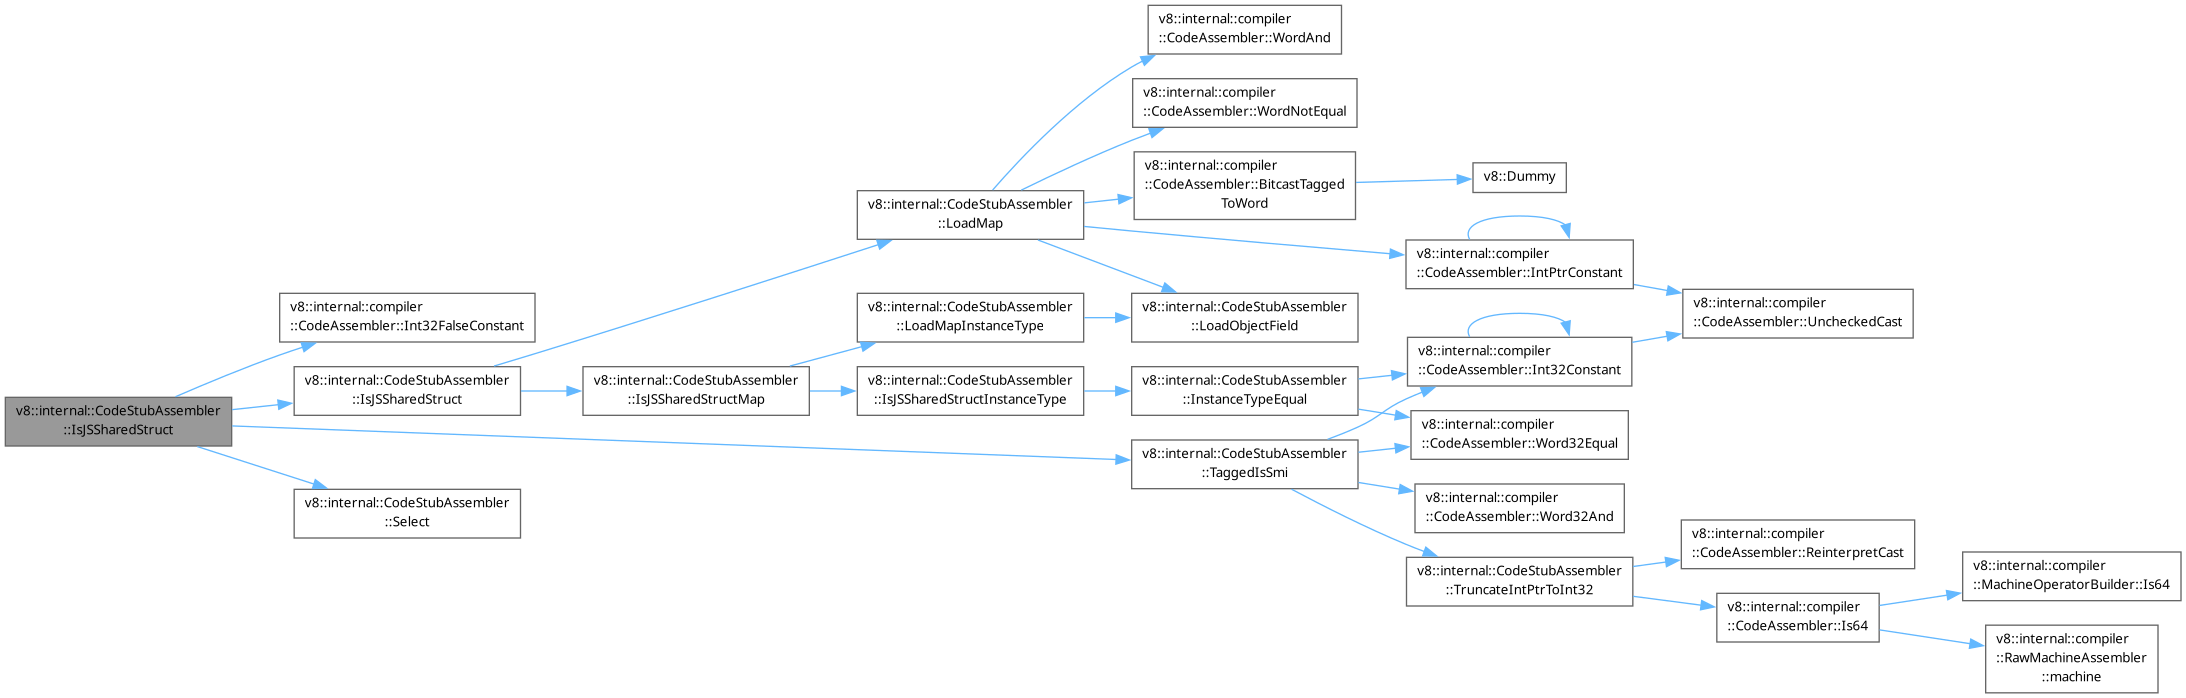 v8::internal::compiler
::CodeAssembler::WordAnd
v8::internal::compiler
::CodeAssembler::WordNotEqual
v8::internal::compiler
::CodeAssembler::BitcastTagged
ToWord
v8::Dummy
v8::internal::CodeStubAssembler
::LoadMap
v8::internal::compiler
::CodeAssembler::IntPtrConstant
v8::internal::compiler
::CodeAssembler::Int32FalseConstant
v8::internal::CodeStubAssembler
::LoadMapInstanceType
v8::internal::CodeStubAssembler
::LoadObjectField
v8::internal::compiler
::CodeAssembler::UncheckedCast
v8::internal::compiler
::CodeAssembler::Int32Constant
v8::internal::CodeStubAssembler
::IsJSSharedStruct
v8::internal::CodeStubAssembler
::IsJSSharedStruct
v8::internal::CodeStubAssembler
::IsJSSharedStructMap
v8::internal::CodeStubAssembler
::IsJSSharedStructInstanceType
v8::internal::CodeStubAssembler
::InstanceTypeEqual
v8::internal::compiler
::CodeAssembler::Word32Equal
v8::internal::CodeStubAssembler
::TaggedIsSmi
v8::internal::CodeStubAssembler
::Select
v8::internal::compiler
::CodeAssembler::Word32And
v8::internal::compiler
::CodeAssembler::ReinterpretCast
v8::internal::CodeStubAssembler
::TruncateIntPtrToInt32
v8::internal::compiler
::MachineOperatorBuilder::Is64
v8::internal::compiler
::CodeAssembler::Is64
v8::internal::compiler
::RawMachineAssembler
::machine